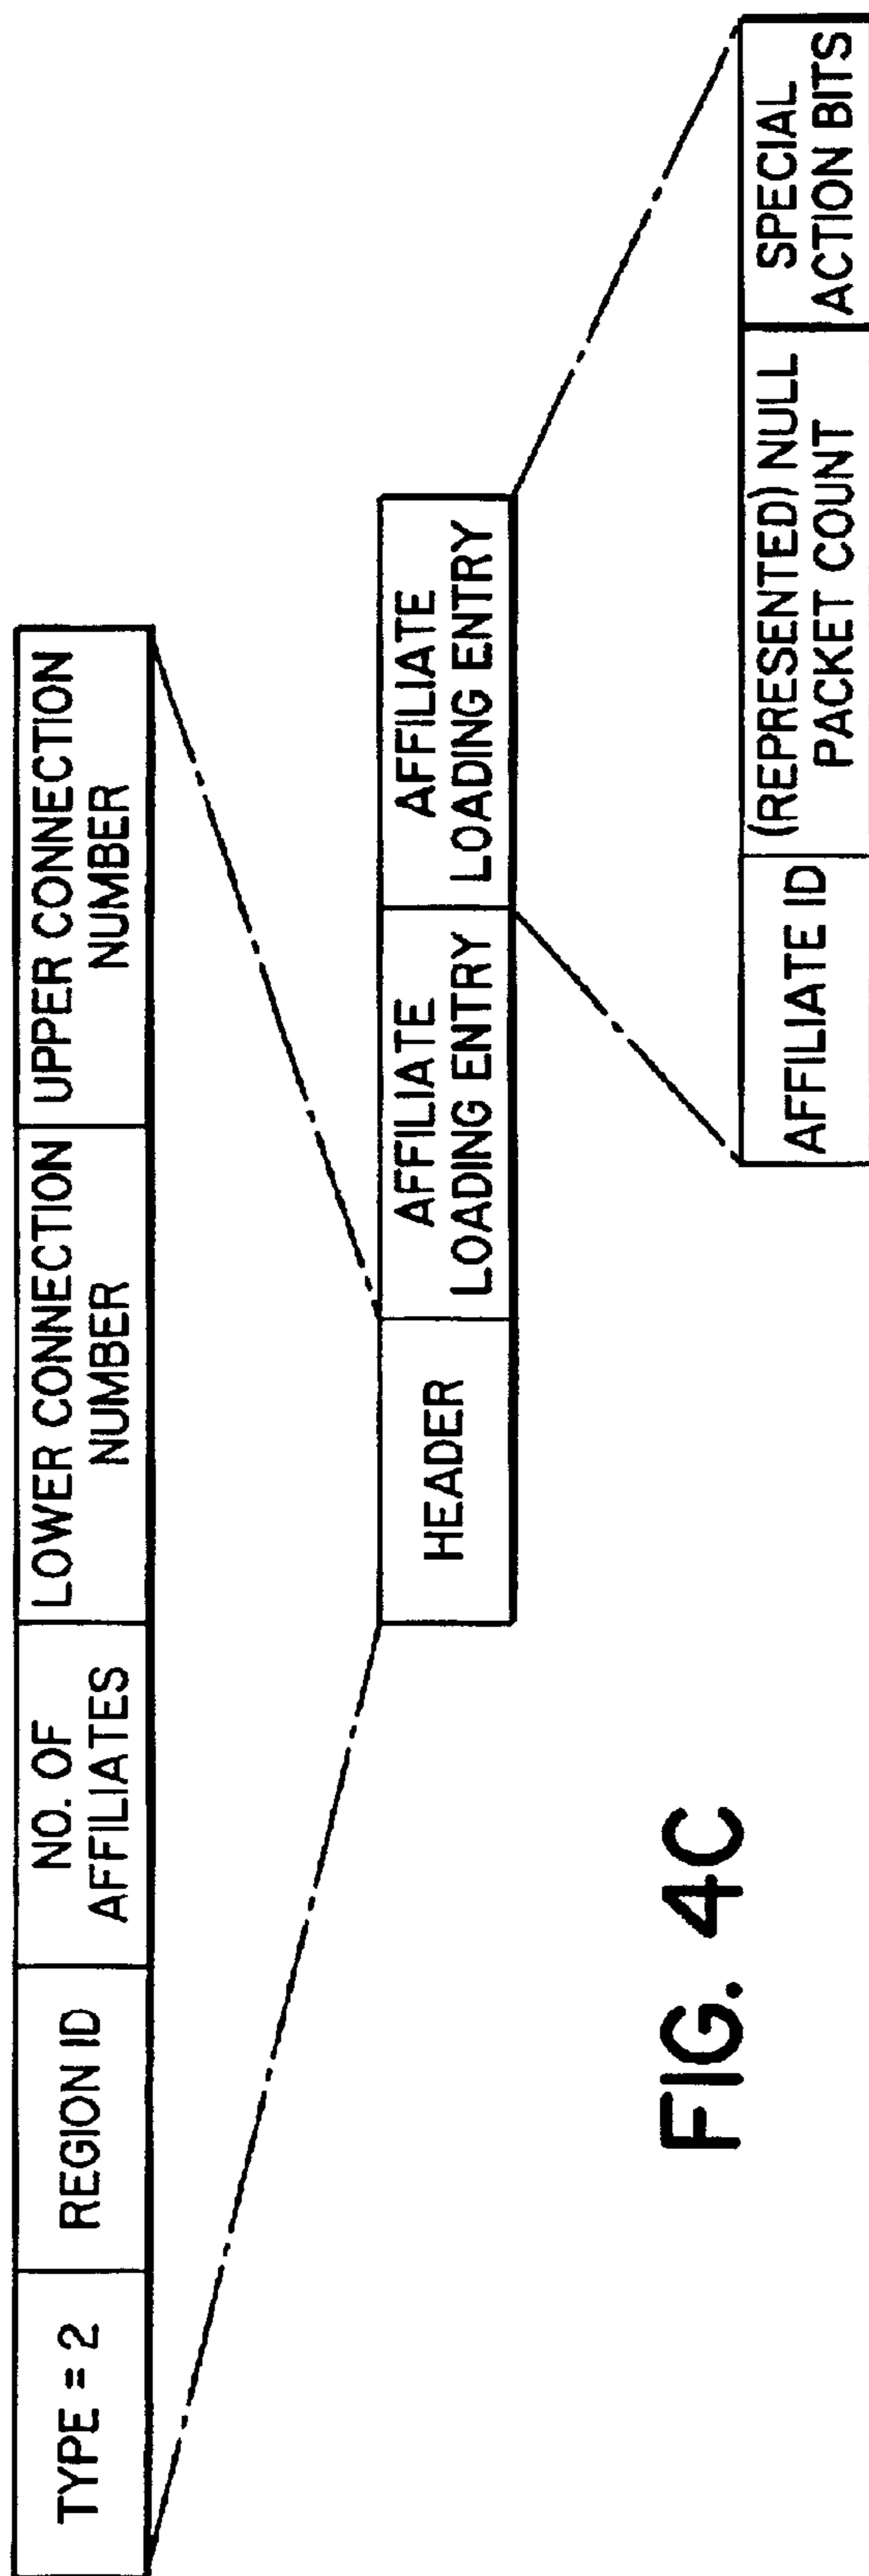 TYPE = 2
REGION ID
NO. OF
AFFILIATES
LOWER CONNECTION
NUMBER
UPPER CONNECTION
NUMBER
HEADER
AFFILIATE
LOADING ENTRY
AFFILIATE
LOADING ENTRY
AFFILIATE ID
(REPRESENTED) NULL
PACKET COUNT
SPECIAL
ACTION BITS
FIG. 4C